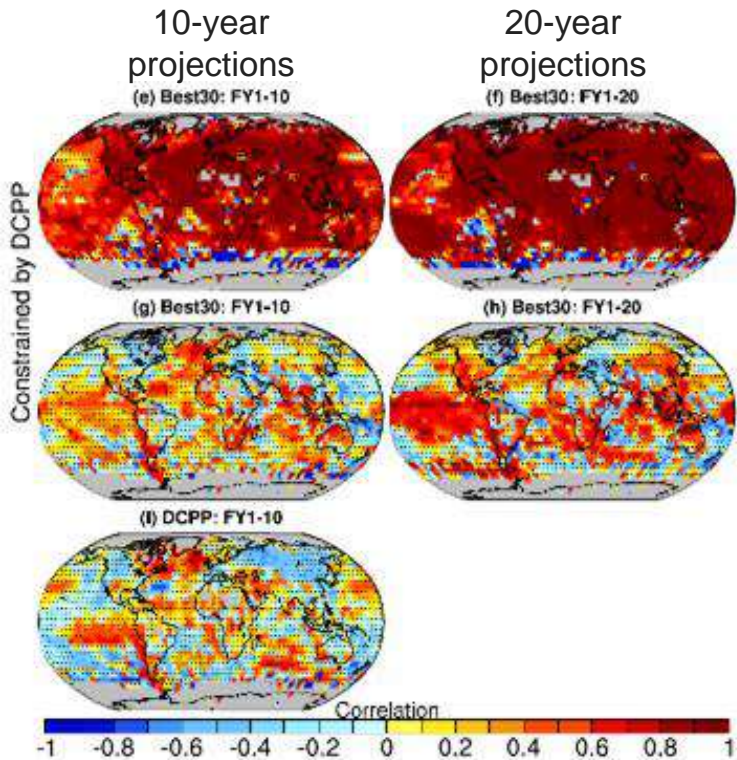 10-year
projections
20-year
projections
(e) Best30: FY1-10
(f) Best30: FY1-20
Constrained by DCPP
(g) Best30: FY1-10
(h) Best30: FY1-20
(i) DCPP: FY1-10
Correlation
-1 -0.8 -0.6 -0.4 -0.2 0 0.2 0.4 0.6 0.8 1